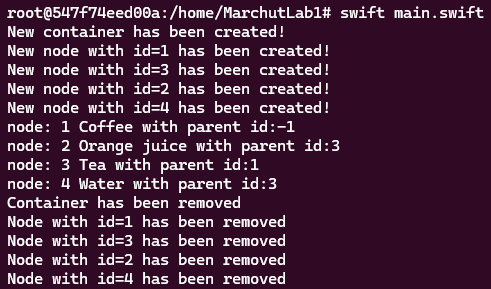 root@547f74eed00a:/home/MarchutLab1# swift main.swift
New container has been created!
New node with id=1 has been created!
New node with id=3 has been created!
New node with id=2 has been created!
New node with id=4 has been created!
node: 1 Coffee with parent id:-1
node: 2 Orange juice with parent id:3
node: 3 Tea with parent id:1
node: 4 Water with parent id:3
Container has been removed
Node with id=1 has been removed
Node with id=3 has been removed
Node with id=2 has been removed
Node with id=4 has been removed